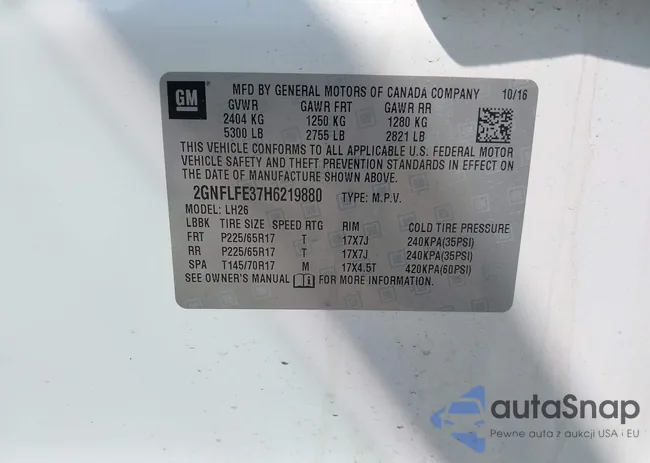 GM
MFD BY GENERAL MOTORS OF CANADA COMPANY 10/16
GVWR GAWR FRT GAWR RR
2404 KG 1250 KG 1280 KG
5300 LB 2755 LB 2821 LB
THIS VEHICLE CONFORMS TO ALL APPLICABLE U.S. FEDERAL MOTOR
VEHICLE SAFETY AND THEFT PREVENTION STANDARDS IN EFFECT ON
THE DATE OF MANUFACTURE SHOWN ABOVE.
2GNFLFE37H6219880 TYPE: M.P.V.
MODEL: LH26
LBBK TIRE SIZE SPEED RTG RIM COLD TIRE PRESSURE
FRT P225/65R17 T 17X7J 240KPA(35PSI)
RR P225/65R17 T 17X7J 240KPA(35PSI)
SPA T145/70R17 M 17X4.5T 420KPA(60PSI)
SEE OWNER'S MANUAL FOR MORE INFORMATION.
autoSnap
Pewne auta z aukcji USA i EU